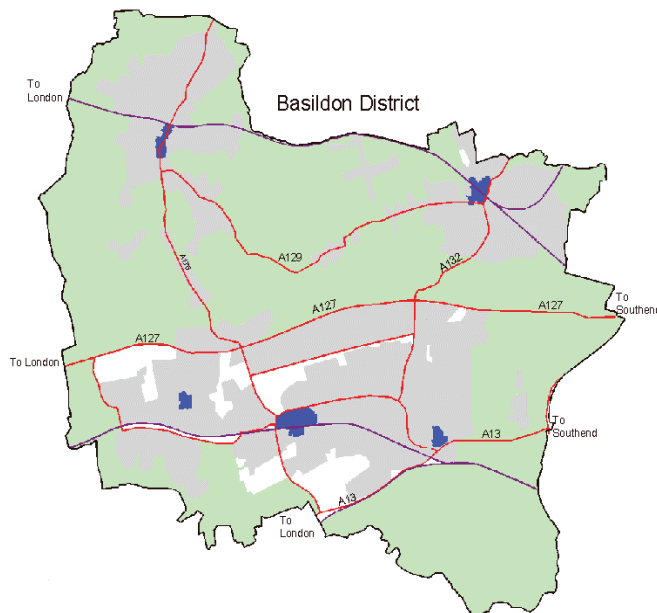 To
London
Basildon District
A176
A129
A132
A127
A127
A127
To
Southend
To London
A13
To
Southend
A13
To
London